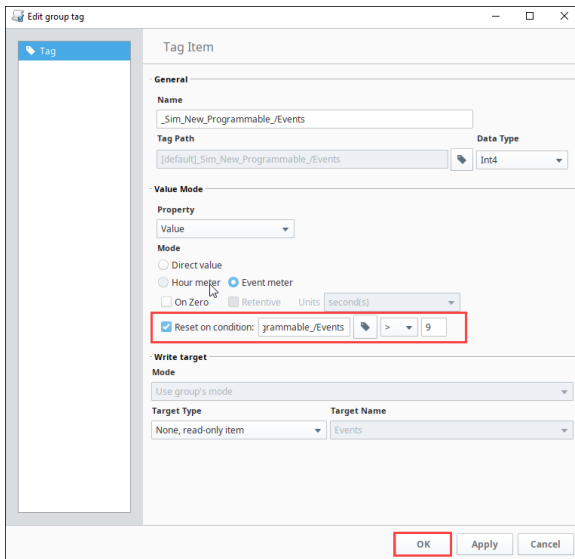 Edit group tag
Tag
Tag Item
General
Name
_Sim_New_Programmable_/Events
Tag Path Data Type
[default]_Sim_New_Programmable_/Events Int4
Value Mode
Property
Value
Mode
Direct value
Hour meter Event meter
On Zero Retentive Units second(s)
Reset on condition: grammable_/Events > 9
Write target
Mode
Use group's mode
Target Type Target Name
None, read-only item Events
OK Apply Cancel